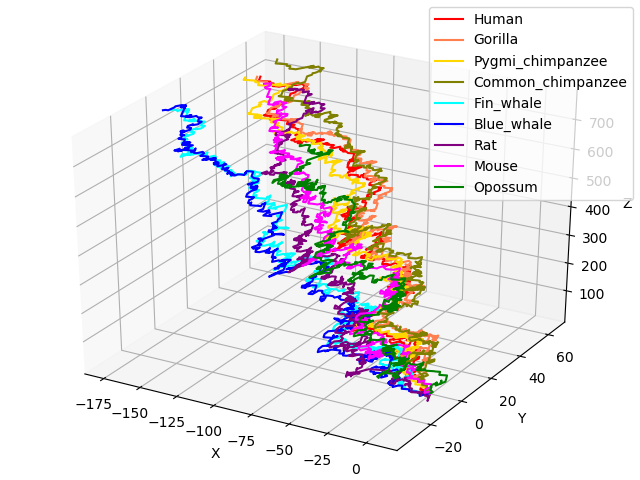 Human
Gorilla
Pygmi_chimpanzee
Common_chimpanzee
Fin_whale
Blue_whale
Rat
Mouse
Opossum
700
600
500
Z
400
300
200
100
60
40
20
0
−20
Y
−175
−150
−125
−100
−75
−50
−25
0
X